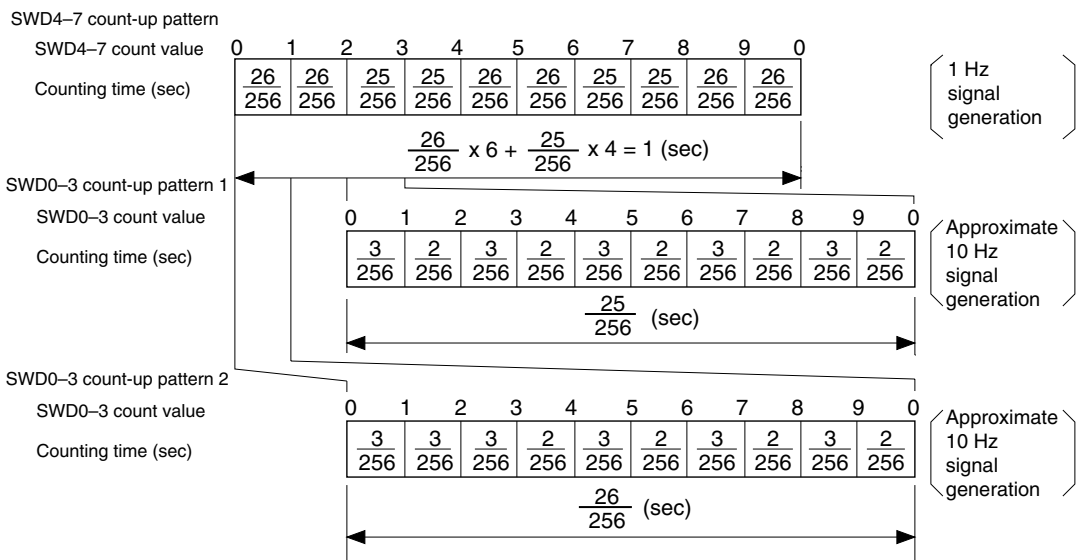 SWD4–7 count-up pattern
SWD4–7 count value 0 1 2 3 4 5 6 7 8 9 0
Counting time (sec) 26/256 26/256 25/256 25/256 26/256 26/256 25/256 25/256 26/256 26/256
1 Hz
signal
generation
26/256 x 6 + 25/256 x 4 = 1 (sec)
SWD0–3 count-up pattern 1
SWD0–3 count value 0 1 2 3 4 5 6 7 8 9 0
Counting time (sec) 3/256 2/256 3/256 2/256 3/256 2/256 3/256 2/256 3/256 2/256
Approximate
10 Hz
signal
generation
25/256 (sec)
SWD0–3 count-up pattern 2
SWD0–3 count value 0 1 2 3 4 5 6 7 8 9 0
Counting time (sec) 3/256 3/256 3/256 2/256 3/256 2/256 3/256 2/256 3/256 2/256
Approximate
10 Hz
signal
generation
26/256 (sec)